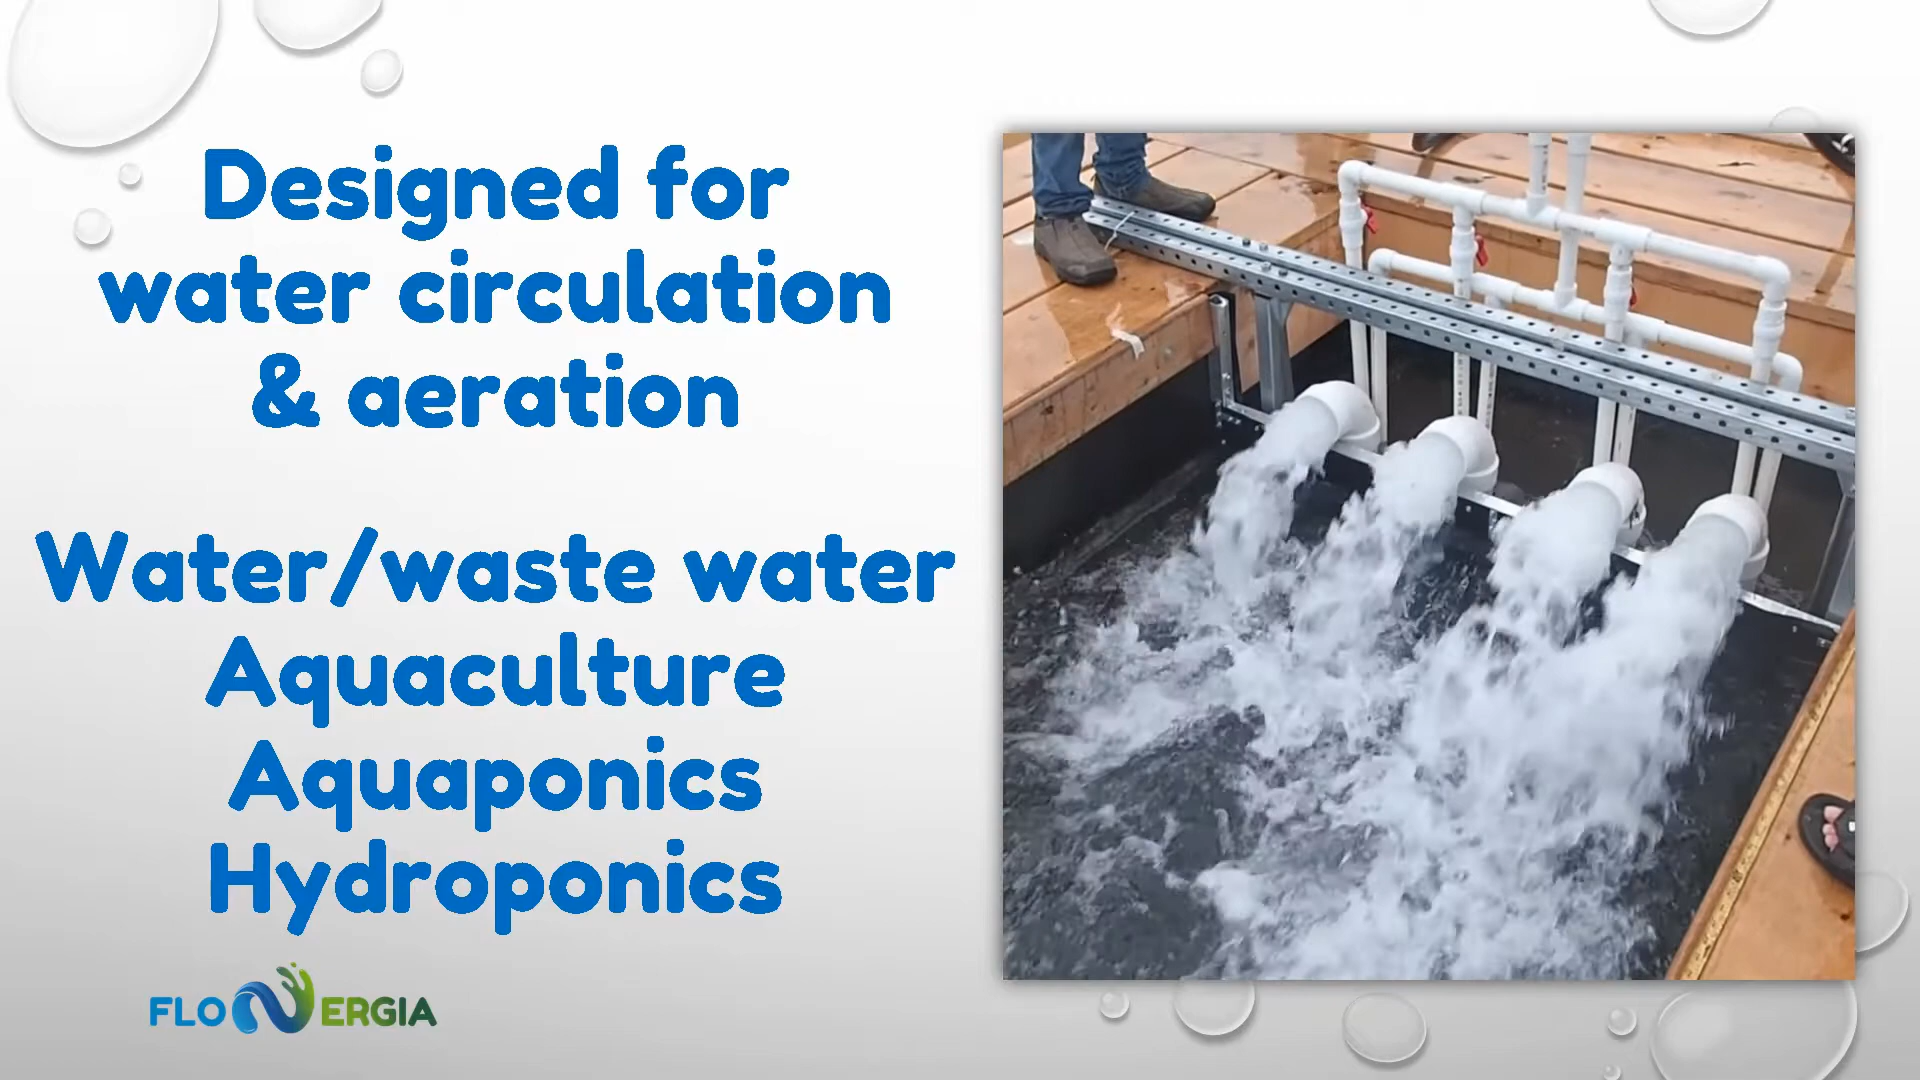 Designed for
water circulation
& aeration
Water/waste water
Aquaculture
Aquaponics
Hydroponics
FLONERGIA